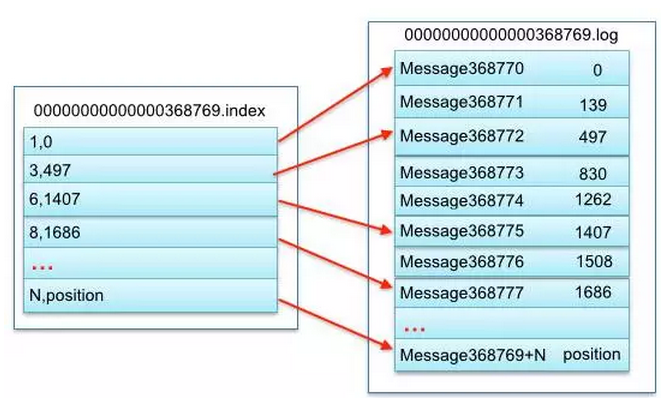 00000000000000368769.index
1,0
3,497
6,1407
8,1686
...
N,position
00000000000000368769.log
Message368770 0
Message368771 139
Message368772 497
Message368773 830
Message368774 1262
Message368775 1407
Message368776 1508
Message368777 1686
...
Message368769+N position